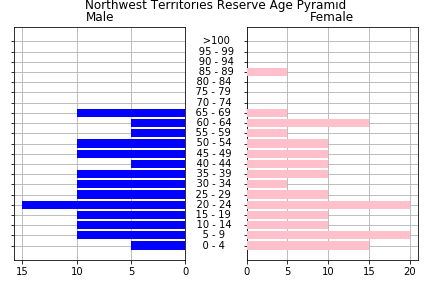 Northwest Territories Reserve Age Pyramid
Male Female
>100
95 - 99
90 - 94
85 - 89
80 - 84
75 - 79
70 - 74
65 - 69
60 - 64
55 - 59
50 - 54
45 - 49
40 - 44
35 - 39
30 - 34
25 - 29
20 - 24
15 - 19
10 - 14
5 - 9
0 - 4
15 10 5 0 0 5 10 15 20